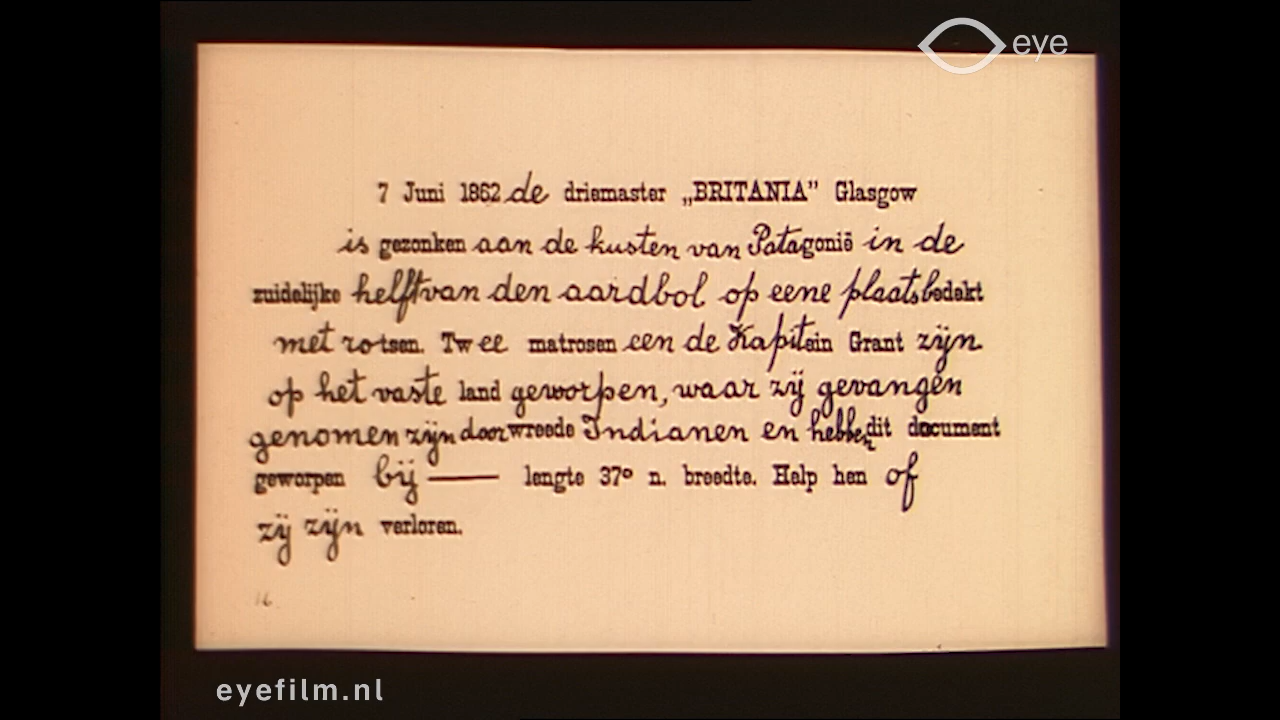 eye
7 Juni 1862 de driemaster „BRITANIA” Glasgow
is gezonken aan de kusten van Patagonië in de
zuidelijke helft van den aardbol op eene plaats bedekt
met rotsen. Twee matrosen een de Kapitein Grant zijn
op het vaste land geworpen, waar zij gevangen
genomen zijn door wreede Indianen en hebben dit document
geworpen bij —— lengte 37° n. breedte. Help hen of
zij zijn verloren.
16
eyefilm.nl